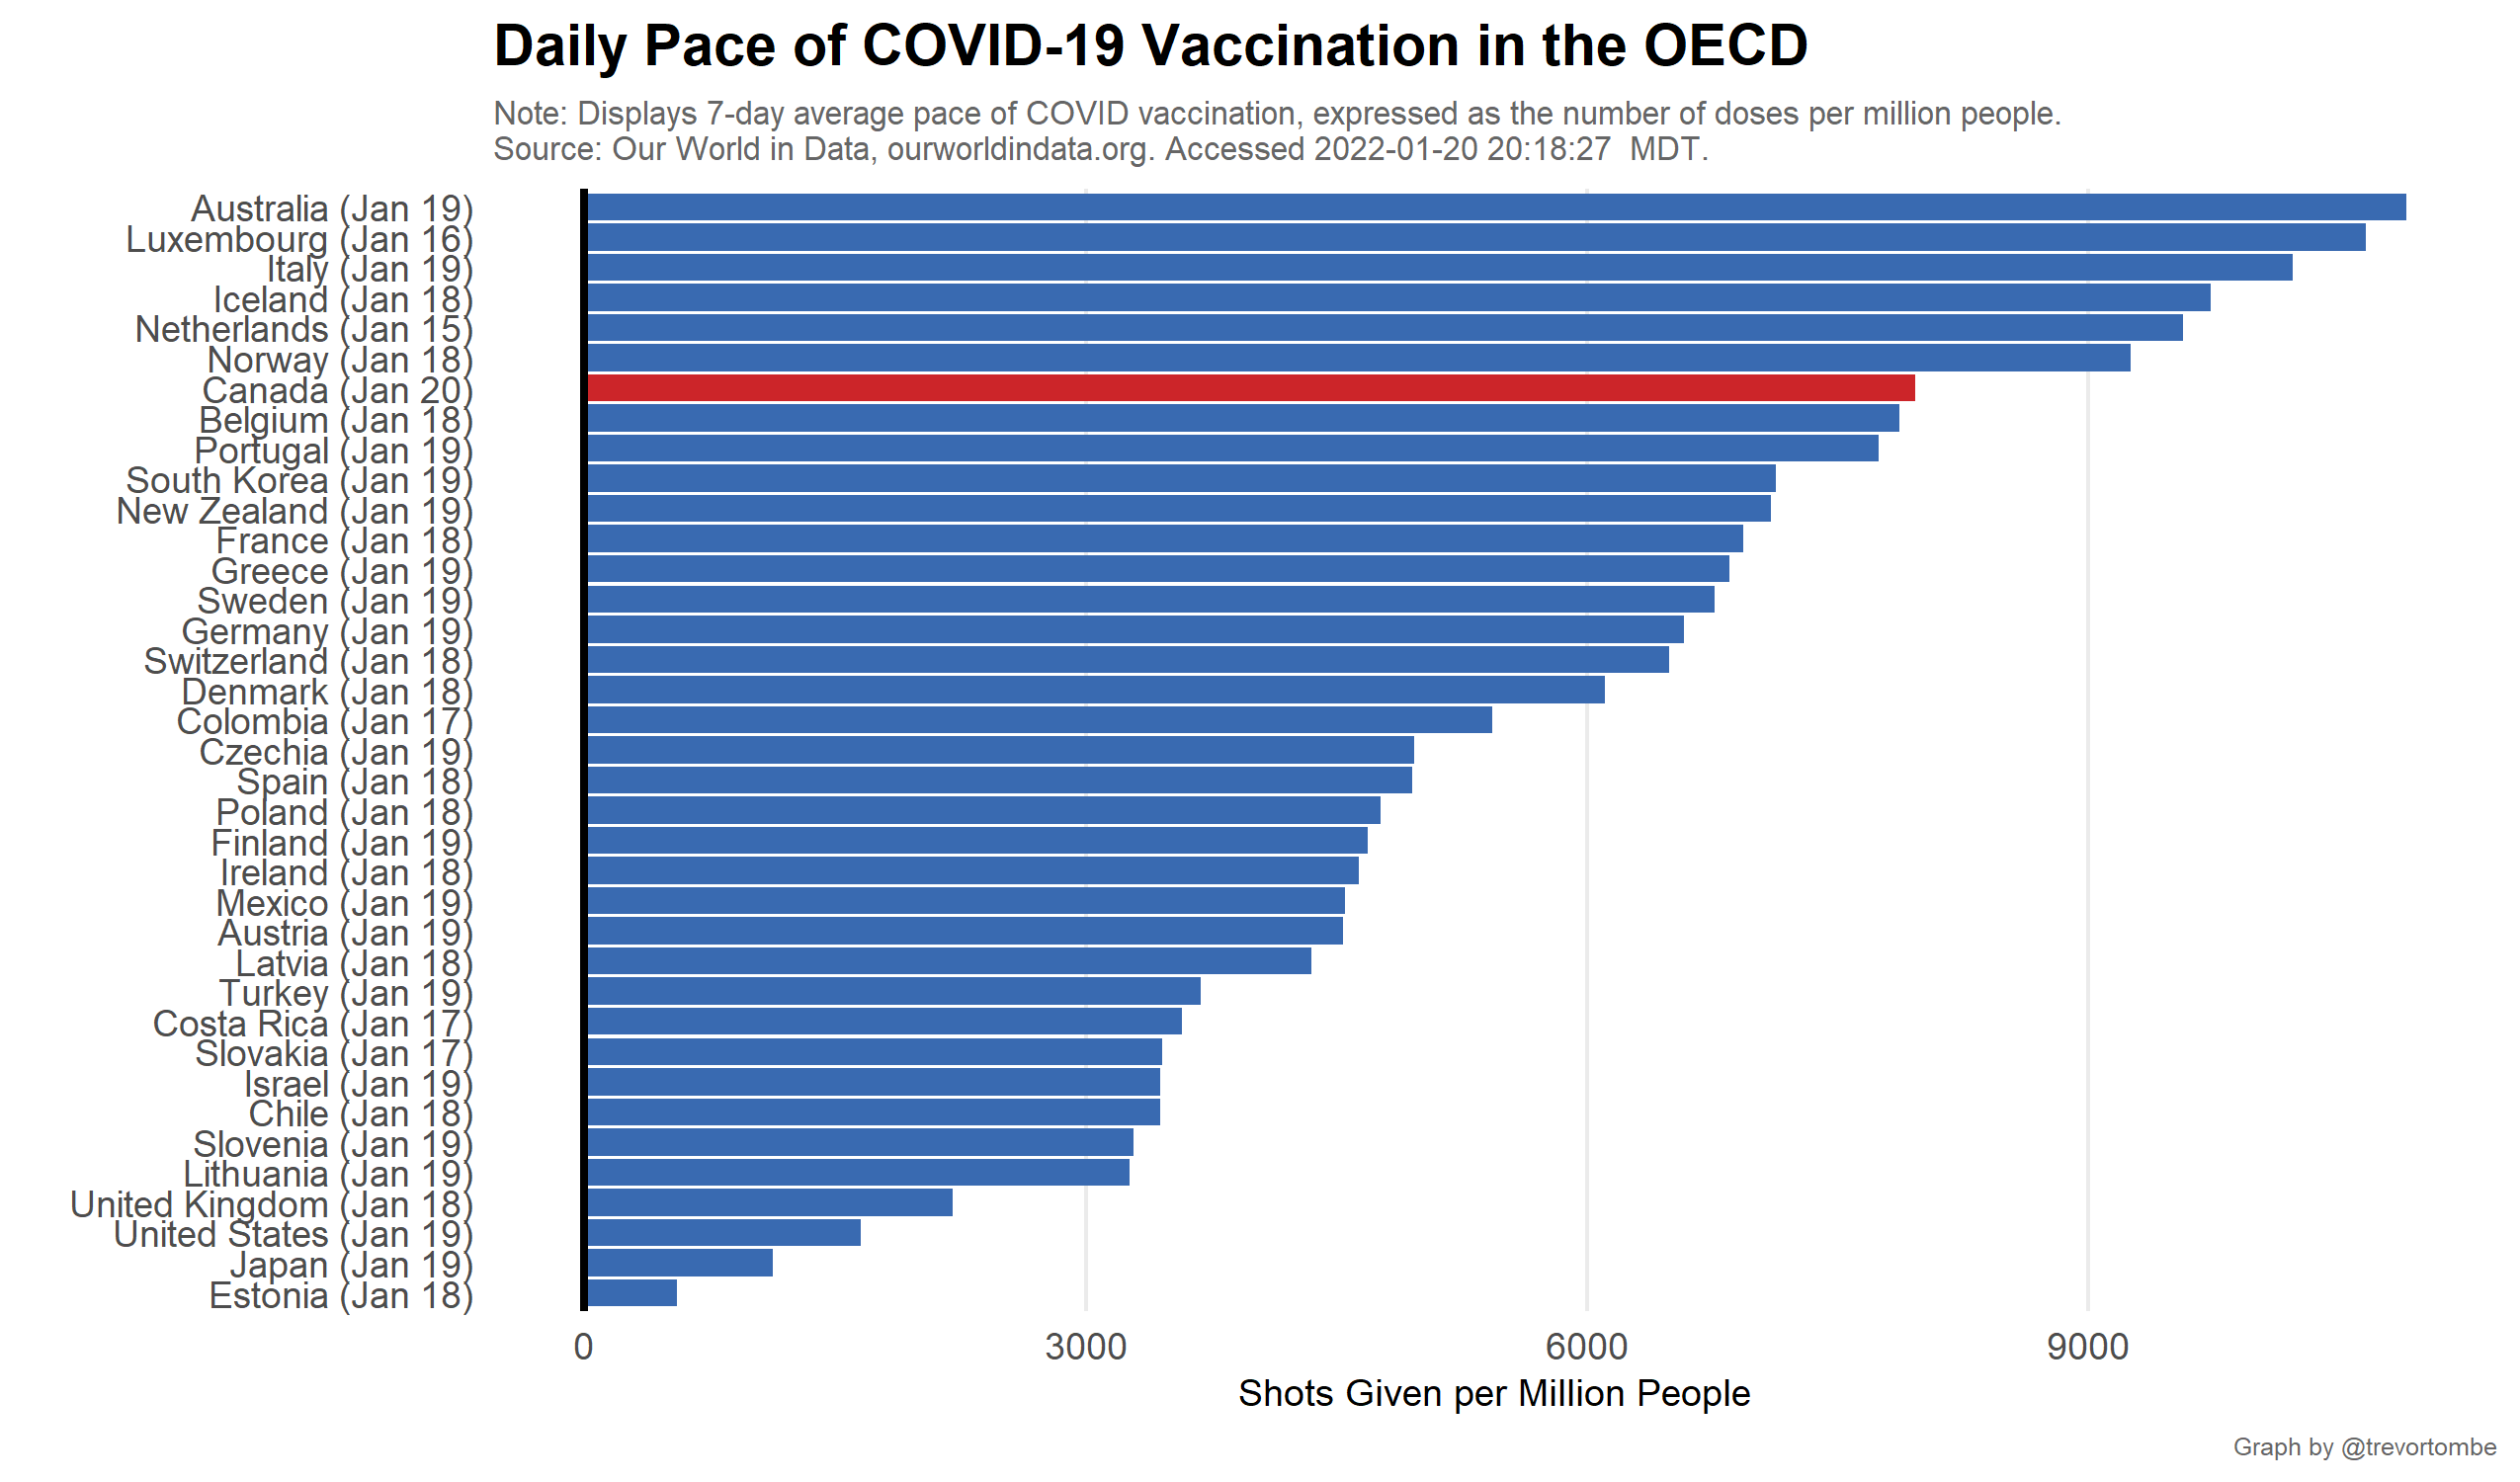 Daily Pace of COVID-19 Vaccination in the OECD
Note: Displays 7-day average pace of COVID vaccination, expressed as the number of doses per million people.
Source: Our World in Data, ourworldindata.org. Accessed 2022-01-20 20:18:27  MDT.
Australia (Jan 19)
Luxembourg (Jan 16)
Italy (Jan 19)
Iceland (Jan 18)
Netherlands (Jan 15)
Norway (Jan 18)
Canada (Jan 20)
Belgium (Jan 18)
Portugal (Jan 19)
South Korea (Jan 19)
New Zealand (Jan 19)
France (Jan 18)
Greece (Jan 19)
Sweden (Jan 19)
Germany (Jan 19)
Switzerland (Jan 18)
Denmark (Jan 18)
Colombia (Jan 17)
Czechia (Jan 19)
Spain (Jan 18)
Poland (Jan 18)
Finland (Jan 19)
Ireland (Jan 18)
Mexico (Jan 19)
Austria (Jan 19)
Latvia (Jan 18)
Turkey (Jan 19)
Costa Rica (Jan 17)
Slovakia (Jan 17)
Israel (Jan 19)
Chile (Jan 18)
Slovenia (Jan 19)
Lithuania (Jan 19)
United Kingdom (Jan 18)
United States (Jan 19)
Japan (Jan 19)
Estonia (Jan 18)
0 3000 6000 9000
Shots Given per Million People
Graph by @trevortombe